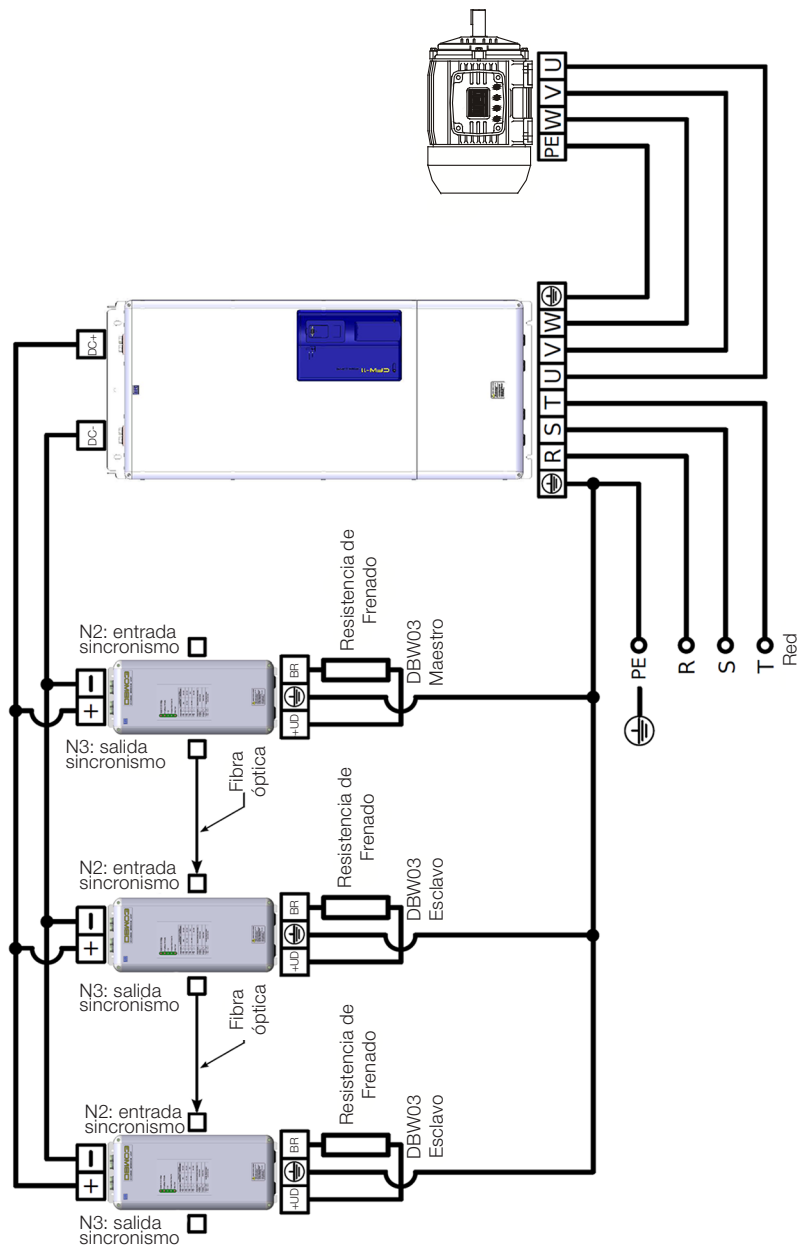 U
V
W
PE
DC+
DC-
CFW-11
W
V
U
T
S
R
N2: entrada
sincronismo
+
−
N3: salida
sincronismo
BR
+UD
Resistencia de
Frenado
DBW03
Maestro
Fibra
óptica
N2: entrada
sincronismo
+
−
N3: salida
sincronismo
BR
+UD
Resistencia de
Frenado
DBW03
Esclavo
Fibra
óptica
N2: entrada
sincronismo
+
−
N3: salida
sincronismo
BR
+UD
Resistencia de
Frenado
DBW03
Esclavo
PE
R
S
T
Red